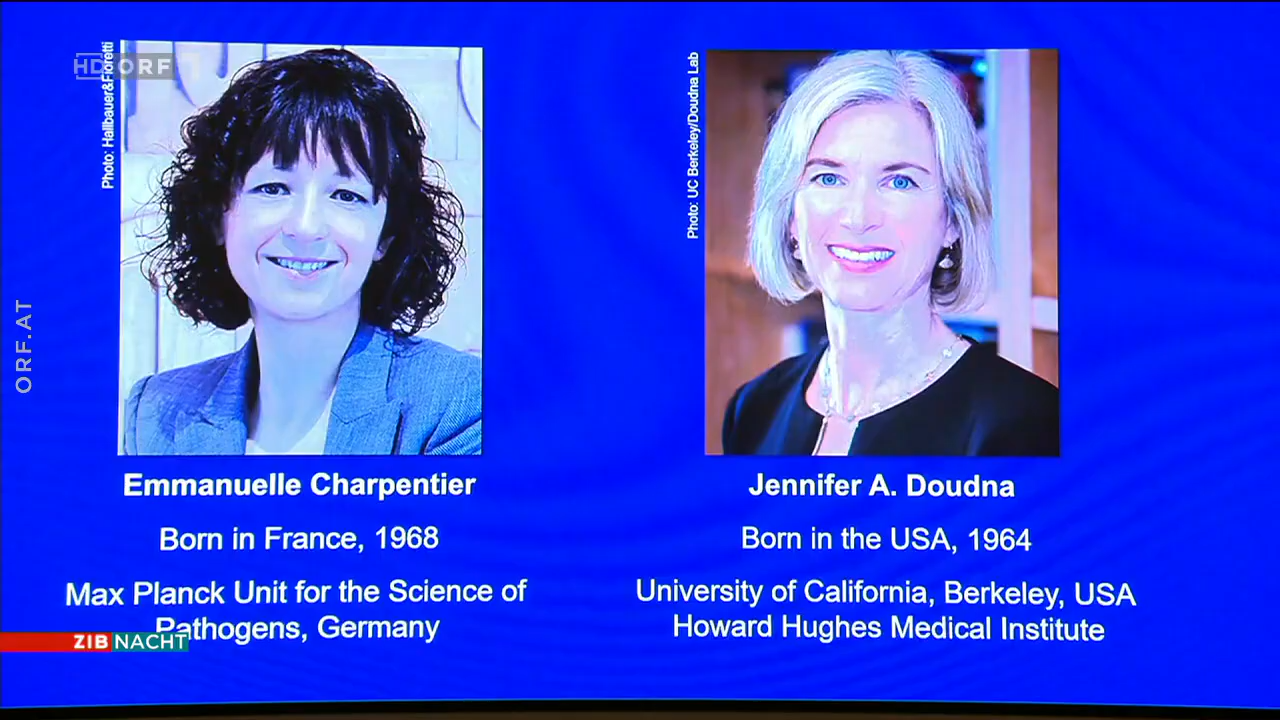 HD ORF
Photo: Hallbauer&Fioretti
Photo: UC Berkeley/Doudna Lab
ORF.AT
Emmanuelle Charpentier
Born in France, 1968
Max Planck Unit for the Science of
Pathogens, Germany
Jennifer A. Doudna
Born in the USA, 1964
University of California, Berkeley, USA
Howard Hughes Medical Institute
ZIB NACHT